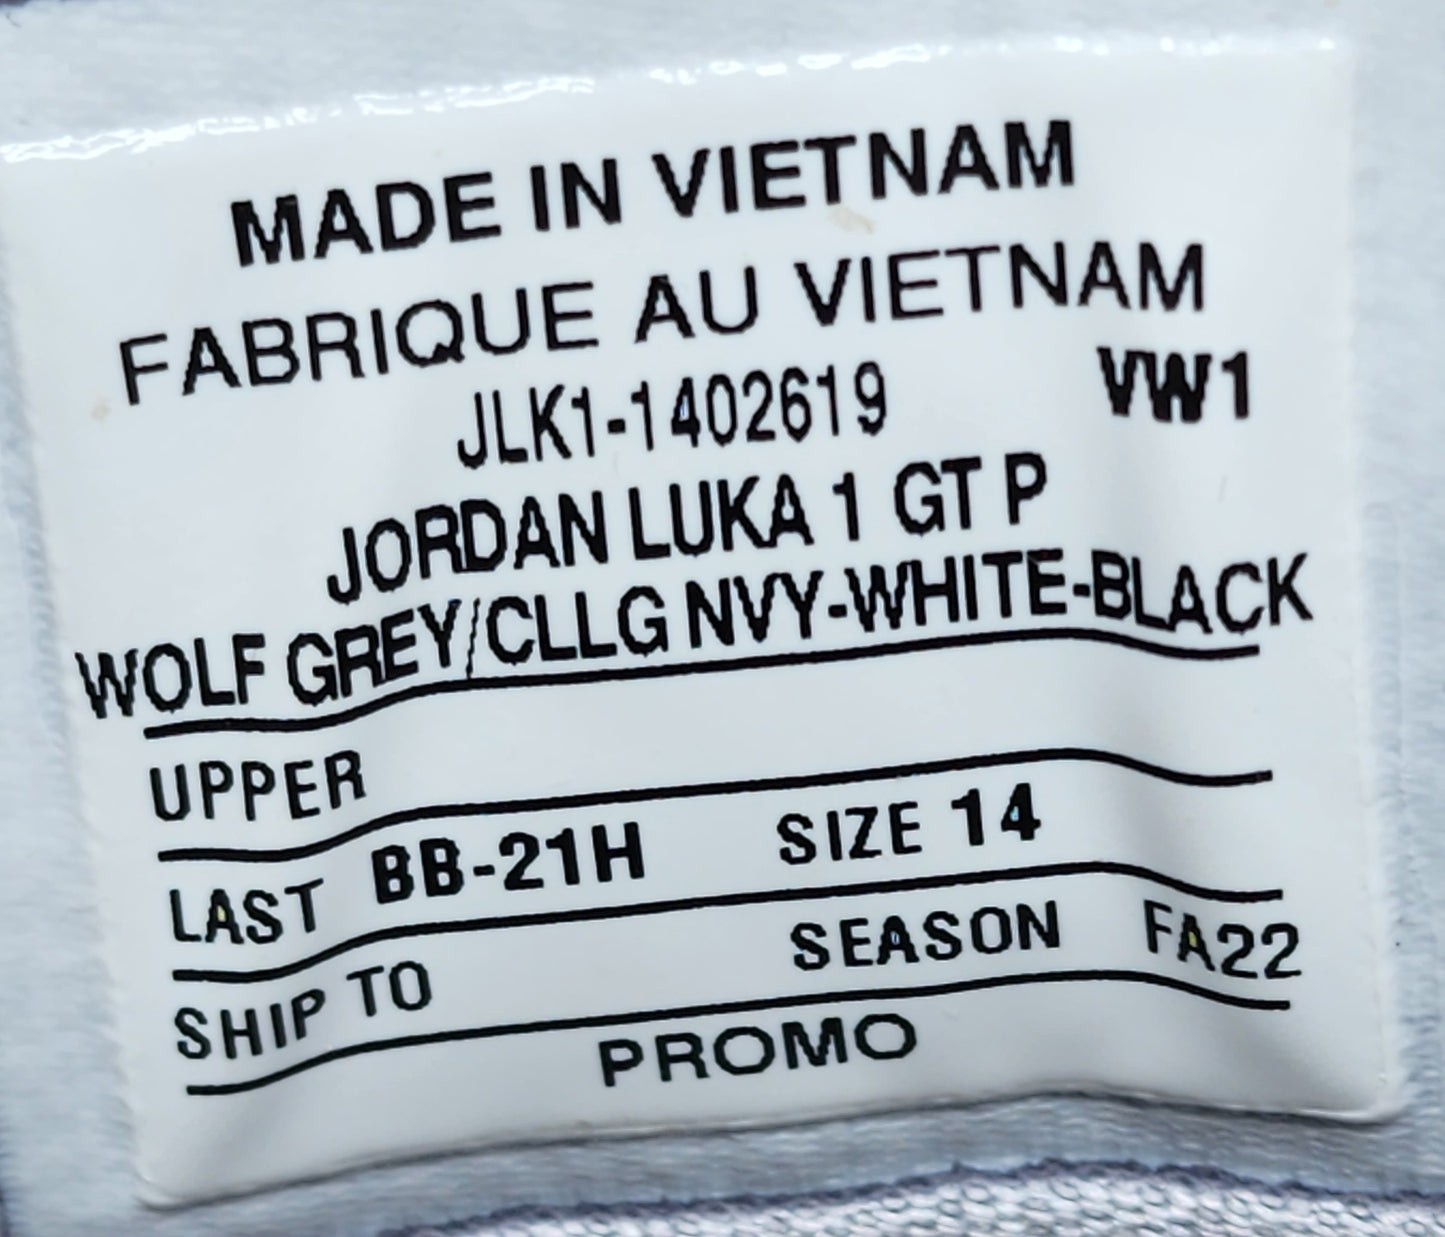 MADE IN VIETNAM
FABRIQUE AU VIETNAM
JLK1-1402619 VW1
JORDAN LUKA 1 GT P
WOLF GREY/CLLG NVY-WHITE-BLACK
UPPER
LAST BB-21H SIZE 14
SHIP TO SEASON FA22
PROMO